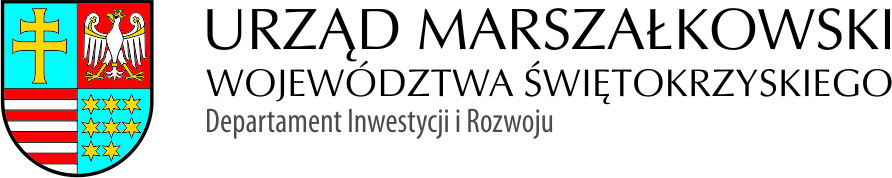 URZĄD MARSZAŁKOWSKI
WOJEWÓDZTWA ŚWIĘTOKRZYSKIEGO
Departament Inwestycji i Rozwoju